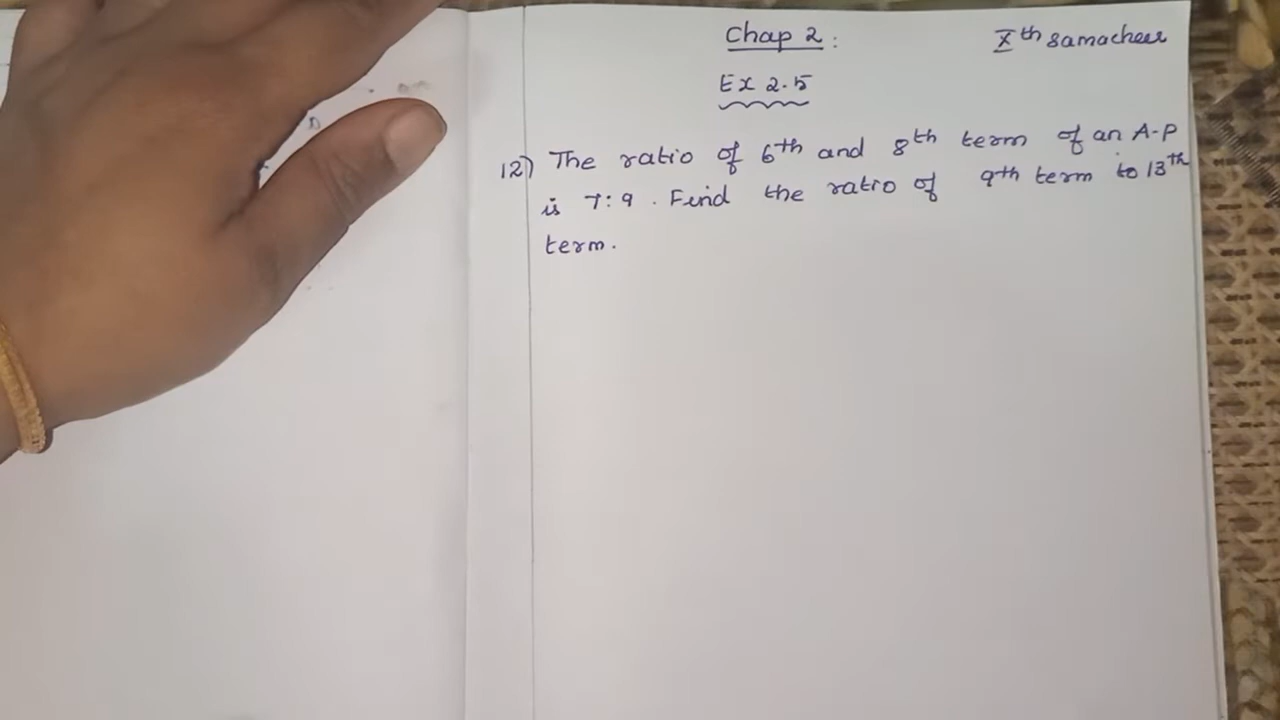 Chap 2 :
Xth Samacheer
Ex 2.5
12) The ratio of 6th and 8th term of an A.P
is 7:9. Find the ratio of 9th term to 13th
term.